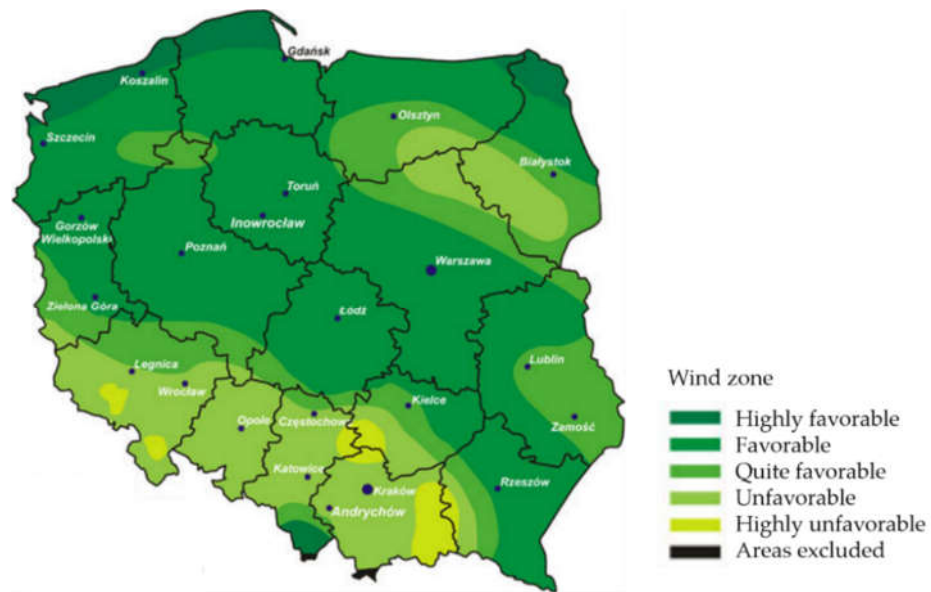 Gdańsk
Koszalin
Olsztyn
Szczecin
Białystok
Toruń
Inowrocław
Gorzów
Wielkopolski
Poznań
Warszawa
Zielona Góra
Łódź
Legnica
Lublin
Wrocław
Kielce
Opole
Częstochow
Zamość
Katowice
Kraków
Rzeszów
Andrychów
Wind zone
Highly favorable
Favorable
Quite favorable
Unfavorable
Highly unfavorable
Areas excluded